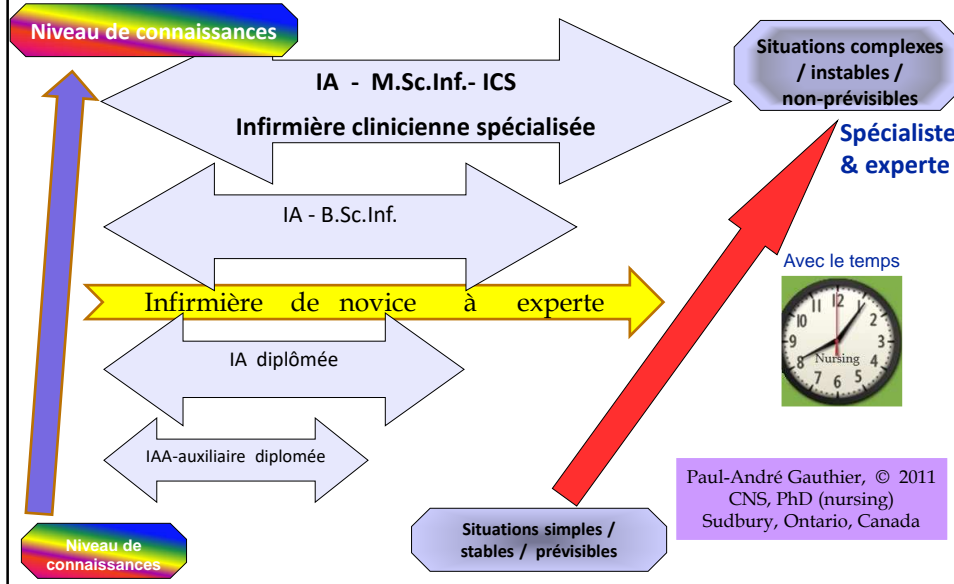 Niveau de connaissances
IA - M.Sc.Inf.- ICS
Infirmière clinicienne spécialisée
Situations complexes
/ instables /
non-prévisibles
Spécialiste
& experte
IA - B.Sc.Inf.
Avec le temps
Infirmière de novice à experte
12
1
2
3
4
5
6
7
8
9
10
11
Nursing
IA diplômée
IAA-auxiliaire diplomée
Paul-André Gauthier, © 2011
CNS, PhD (nursing)
Sudbury, Ontario, Canada
Situations simples /
stables / prévisibles
Niveau de
connaissances